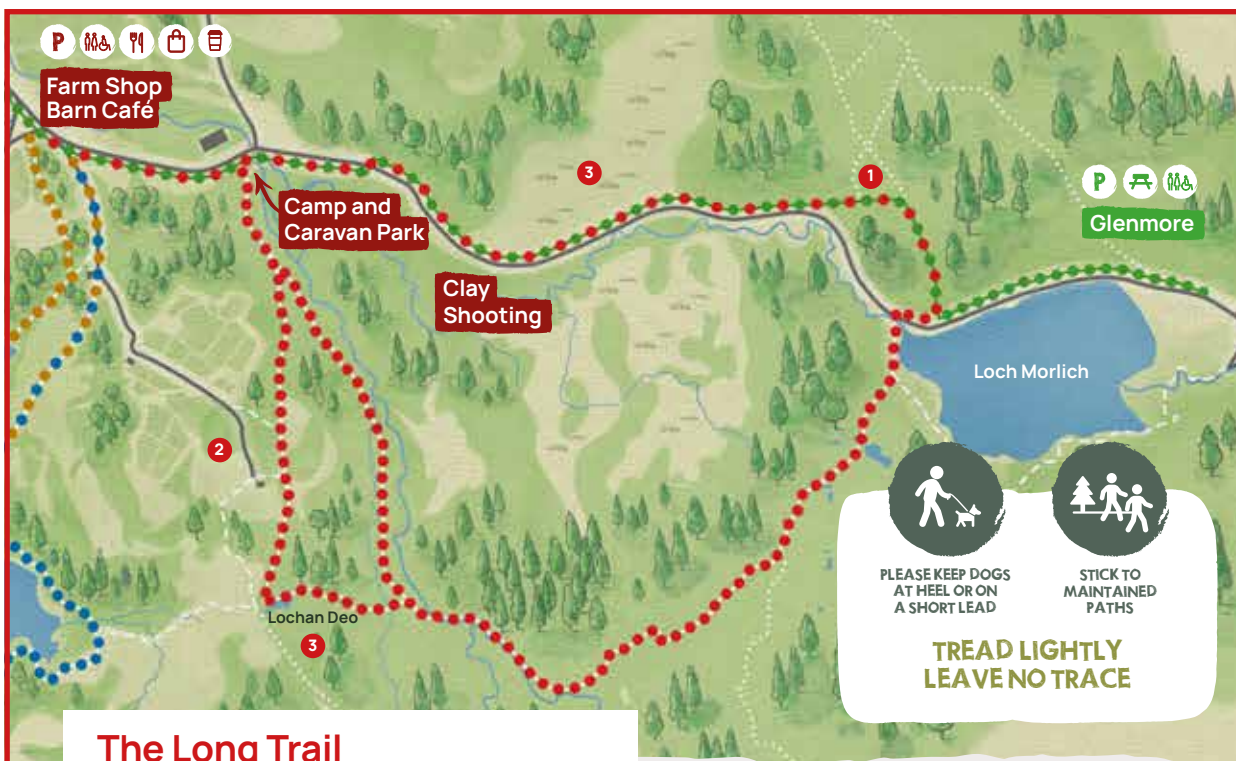 P
Farm Shop
Barn Café
Camp and
Caravan Park
3
1
P
Glenmore
Clay
Shooting
Loch Morlich
2
Lochan Deo
3
PLEASE KEEP DOGS
AT HEEL OR ON
A SHORT LEAD
STICK TO
MAINTAINED
PATHS
TREAD LIGHTLY
LEAVE NO TRACE
The Long Trail